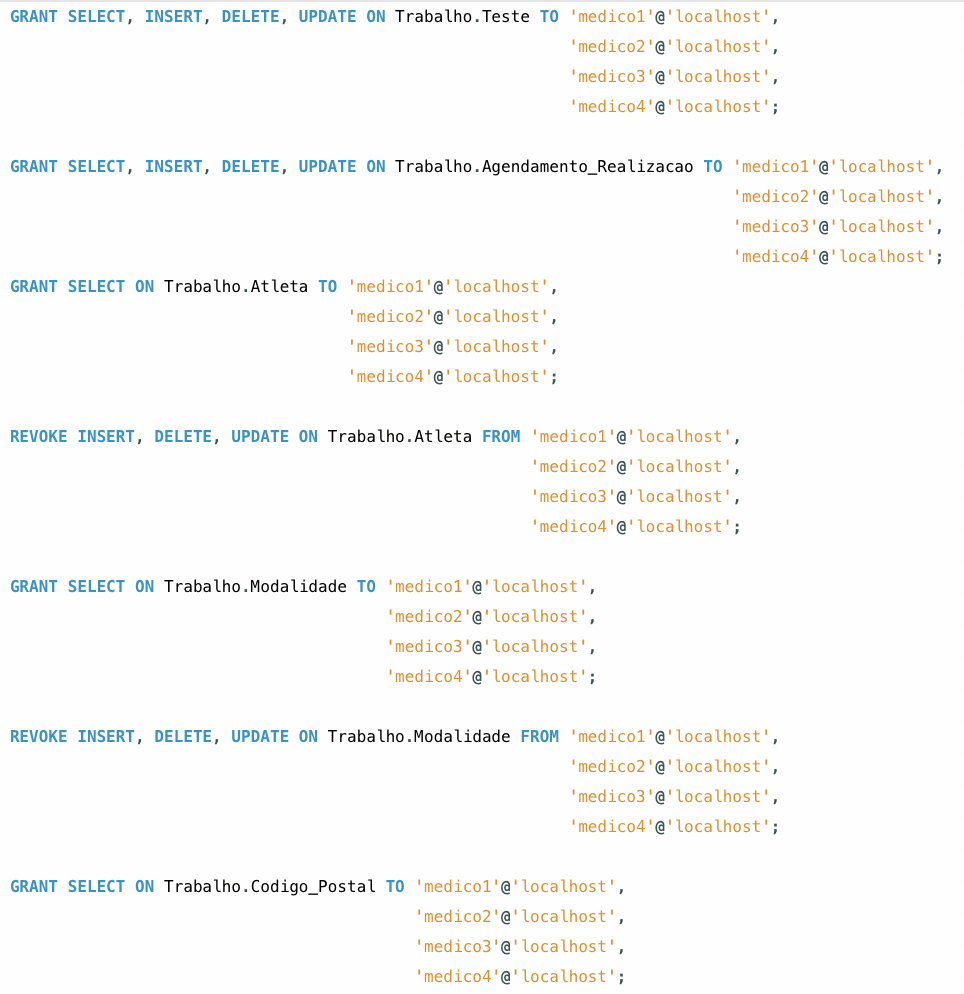 GRANT SELECT, INSERT, DELETE, UPDATE ON Trabalho.Teste TO 'medico1'@'localhost',
'medico2'@'localhost',
'medico3'@'localhost',
'medico4'@'localhost';
GRANT SELECT, INSERT, DELETE, UPDATE ON Trabalho.Agendamento_Realizacao TO 'medico1'@'localhost',
'medico2'@'localhost',
'medico3'@'localhost',
'medico4'@'localhost';
GRANT SELECT ON Trabalho.Atleta TO 'medico1'@'localhost',
'medico2'@'localhost',
'medico3'@'localhost',
'medico4'@'localhost';
REVOKE INSERT, DELETE, UPDATE ON Trabalho.Atleta FROM 'medico1'@'localhost',
'medico2'@'localhost',
'medico3'@'localhost',
'medico4'@'localhost';
GRANT SELECT ON Trabalho.Modalidade TO 'medico1'@'localhost',
'medico2'@'localhost',
'medico3'@'localhost',
'medico4'@'localhost';
REVOKE INSERT, DELETE, UPDATE ON Trabalho.Modalidade FROM 'medico1'@'localhost',
'medico2'@'localhost',
'medico3'@'localhost',
'medico4'@'localhost';
GRANT SELECT ON Trabalho.Codigo_Postal TO 'medico1'@'localhost',
'medico2'@'localhost',
'medico3'@'localhost',
'medico4'@'localhost';